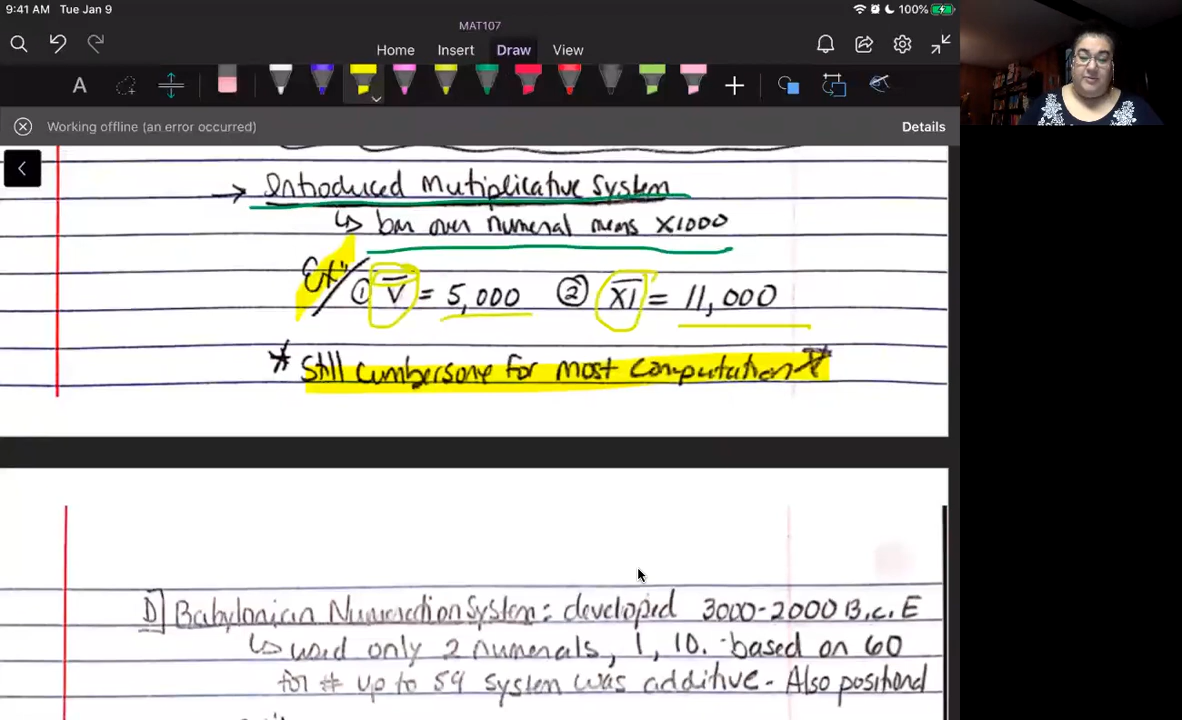 9:41 AM Tue Jan 9
100%
MAT107
Home Insert Draw View
A
Working offline (an error occurred)
Details
→ Introduced Mutiplicative System
↳ bar over numeral means X1000
Ex"/ ① V̅ = 5,000 ② X̅I̅ = 11,000
* Still cumbersome for most computation *
D] Babylonian Numeration System: developed 3000-2000 B.C.E
↳ used only 2 numerals, 1, 10. based on 60
for # up to 59 system was additive. Also positional